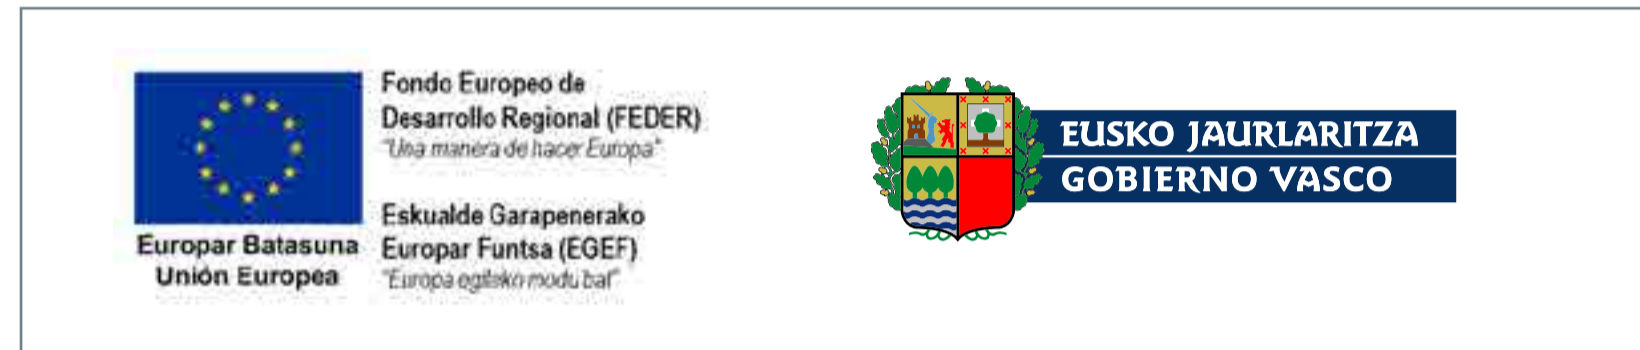 Fondo Europeo de
Desarrollo Regional (FEDER)
"Una manera de hacer Europa"
Eskualde Garapenerako
Europar Funtsa (EGEF)
"Europa egiteko modu bat"
Europar Batasuna
Unión Europea
EUSKO JAURLARITZA
GOBIERNO VASCO